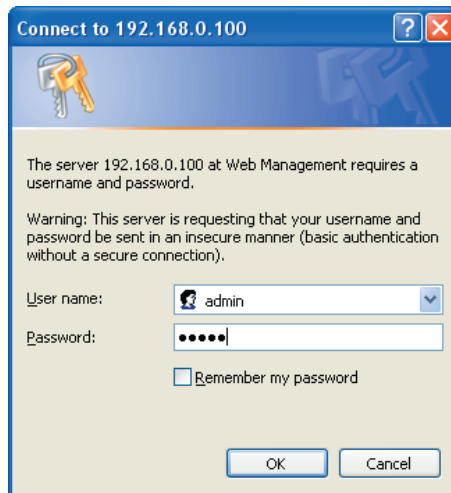 Connect to 192.168.0.100
The server 192.168.0.100 at Web Management requires a
username and password.
Warning: This server is requesting that your username and
password be sent in an insecure manner (basic authentication
without a secure connection).
User name:
admin
Password:
•••••
Remember my password
OK
Cancel